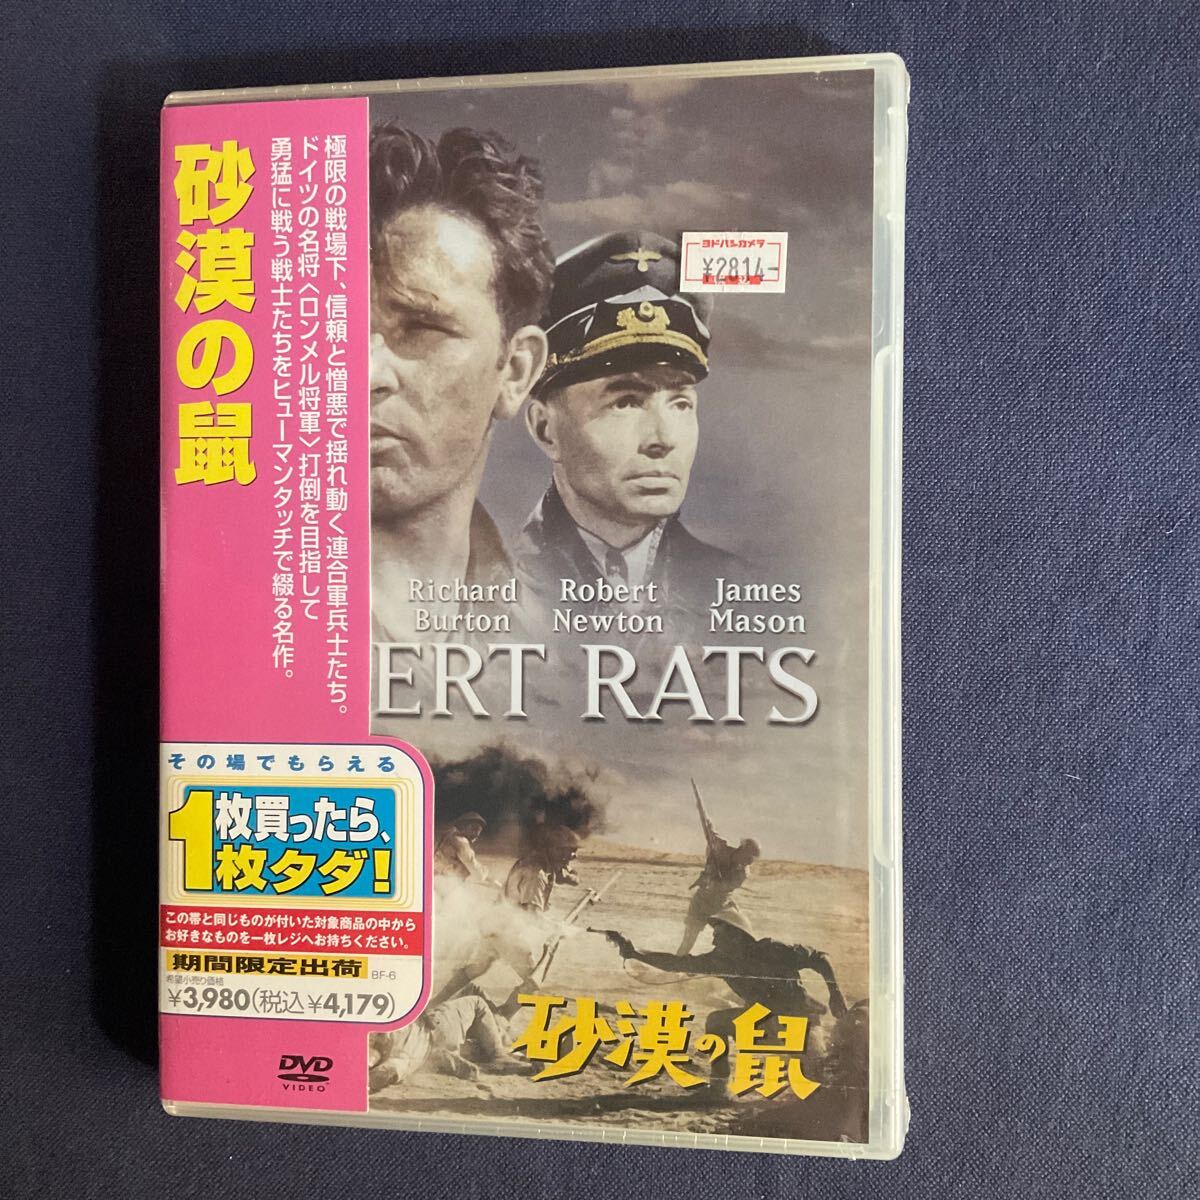 砂漠の鼠
極限の戦場下、信頼と憎悪で揺れ動く連合軍兵士たち。
ドイツの名将〈ロンメル将軍〉打倒を目指して
勇猛に戦う戦士たちをヒューマンタッチで綴る名作。
ヨドバシカメラ
¥2814-
Richard Burton
Robert Newton
James Mason
ERT RATS
その場でもらえる
1枚買ったら、
1枚タダ!
この帯と同じものが付いた対象商品の中から
お好きなものを一枚レジへお持ちください。
期間限定出荷 BF-6
希望小売り価格
¥3,980(税込¥4,179)
DVD
VIDEO
砂漠の鼠